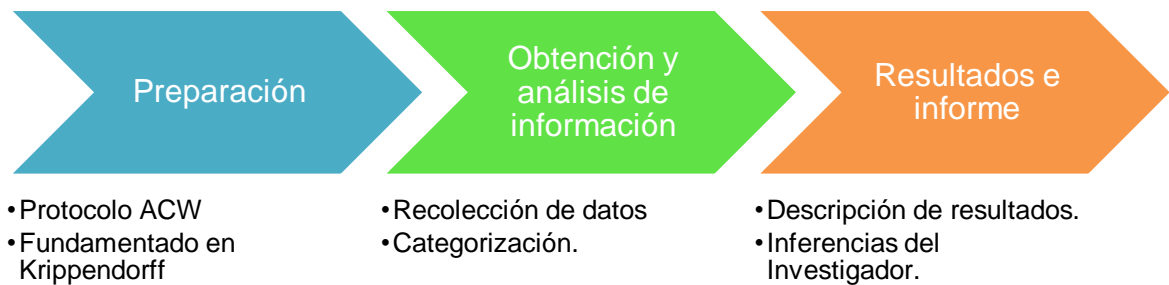 Preparación
Obtención y
análisis de
información
Resultados e
informe
•Protocolo ACW
•Fundamentado en
Krippendorff
•Recolección de datos
•Categorización.
•Descripción de resultados.
•Inferencias del
Investigador.